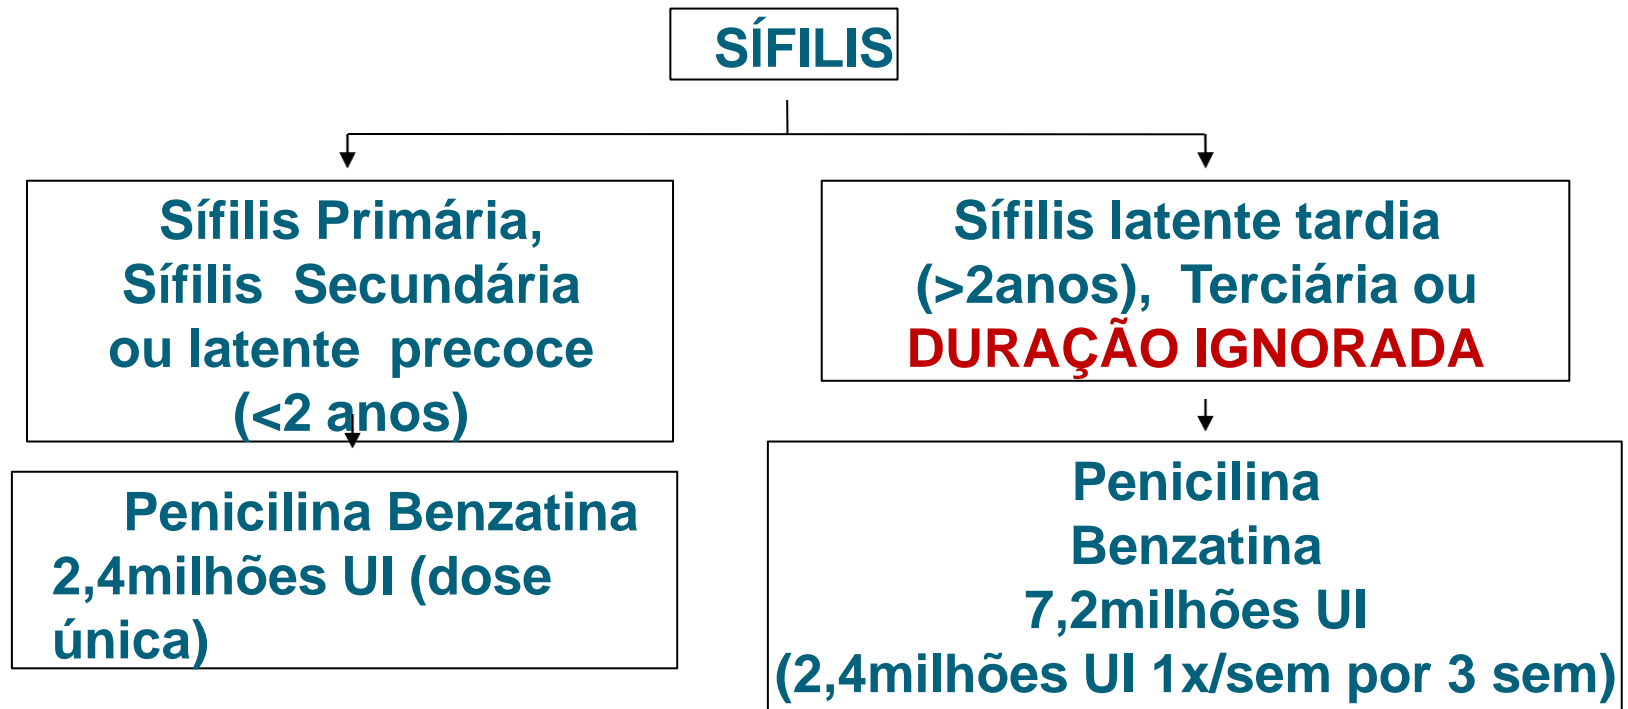 SÍFILIS
Sífilis Primária,
Sífilis Secundária
ou latente precoce
(<2 anos)
Sífilis latente tardia
(>2anos), Terciária ou
DURAÇÃO IGNORADA
Penicilina Benzatina
2,4milhões UI (dose
única)
Penicilina
Benzatina
7,2milhões UI
(2,4milhões UI 1x/sem por 3 sem)